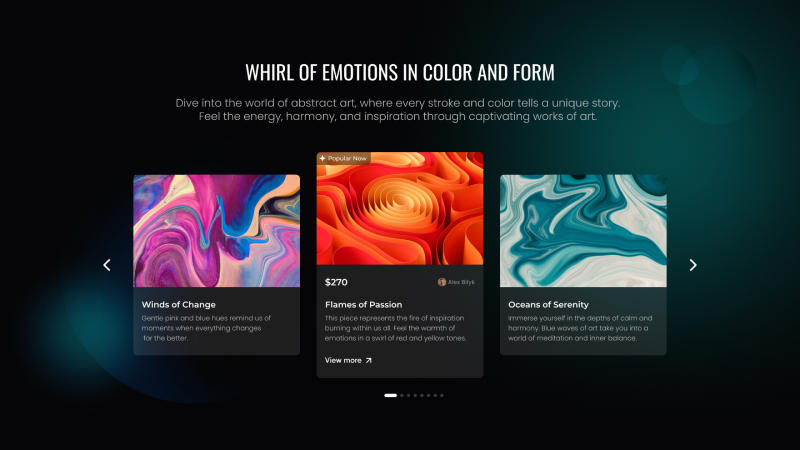 WHIRL OF EMOTIONS IN COLOR AND FORM
Dive into the world of abstract art, where every stroke and color tells a unique story.
Feel the energy, harmony, and inspiration through captivating works of art.
Popular Now
Winds of Change
Gentle pink and blue hues remind us of
moments when everything changes
for the better.
$270
Alex Bilyk
Flames of Passion
This piece represents the fire of inspiration
burning within us all. Feel the warmth of
emotions in a swirl of red and yellow tones.
View more
Oceans of Serenity
Immerse yourself in the depths of calm and
harmony. Blue waves of art take you into a
world of meditation and inner balance.